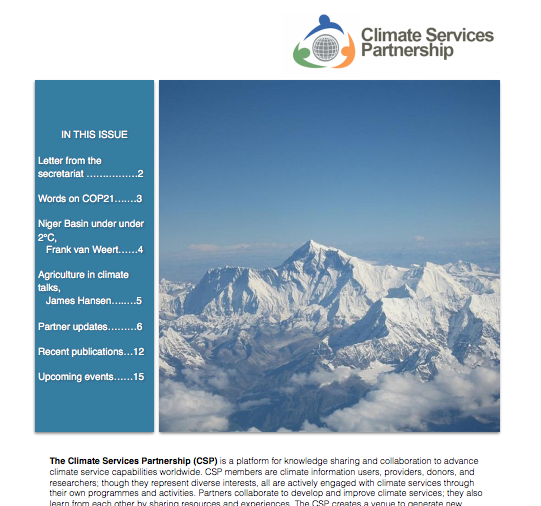 Climate Services
Partnership
IN THIS ISSUE
Letter from the
secretariat ……………2
Words on COP21…….3
Niger Basin under under
2°C,
Frank van Weert……4
Agriculture in climate
talks,
James Hansen……..5
Partner updates………6
Recent publications…12
Upcoming events……15
The Climate Services Partnership (CSP) is a platform for knowledge sharing and collaboration to advance
climate service capabilities worldwide. CSP members are climate information users, providers, donors, and
researchers; though they represent diverse interests, all are actively engaged with climate services through
their own programmes and activities. Partners collaborate to develop and improve climate services; they also
learn from each other by sharing resources and experiences. The CSP creates a venue to generate new